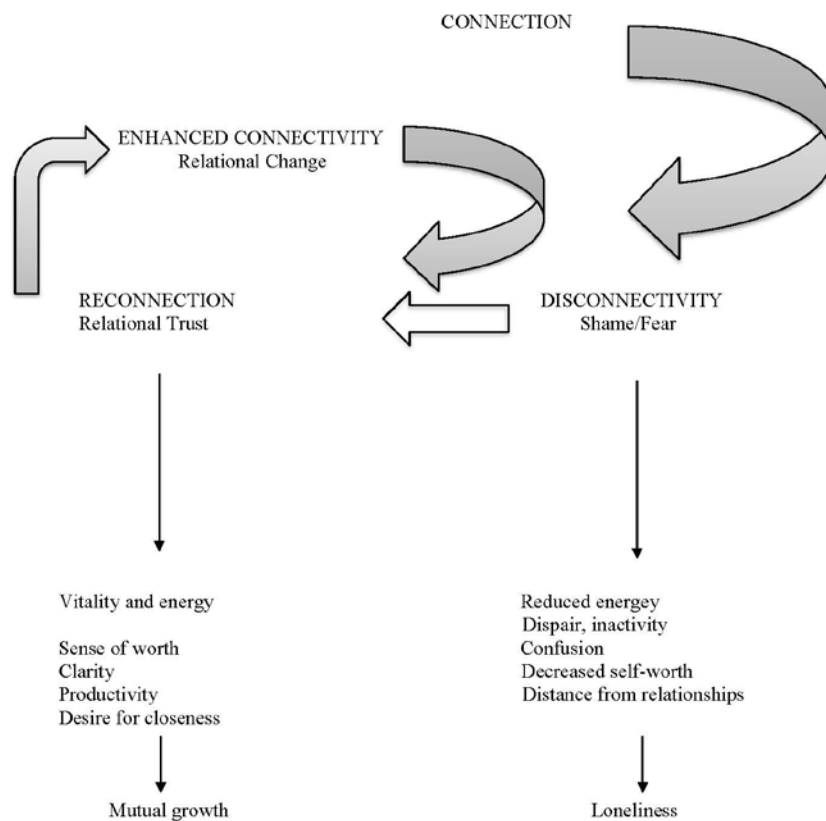 CONNECTION
ENHANCED CONNECTIVITY
Relational Change
RECONNECTION
Relational Trust
DISCONNECTIVITY
Shame/Fear
Vitality and energy
Sense of worth
Clarity
Productivity
Desire for closeness
Mutual growth
Reduced energey
Dispair, inactivity
Confusion
Decreased self-worth
Distance from relationships
Loneliness